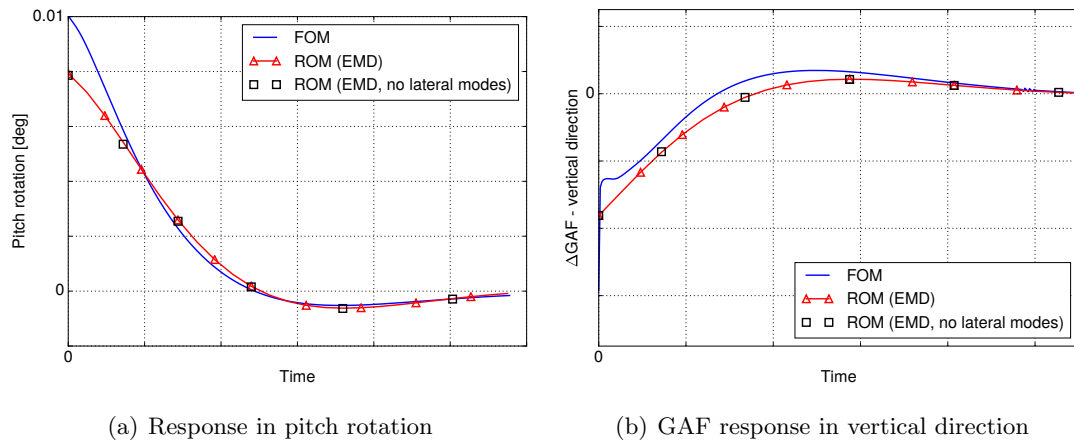 0.01
Pitch rotation [deg]
0
0
Time
FOM
ROM (EMD)
ROM (EMD, no lateral modes)
(a) Response in pitch rotation
ΔGAF - vertical direction
0
0
Time
FOM
ROM (EMD)
ROM (EMD, no lateral modes)
(b) GAF response in vertical direction